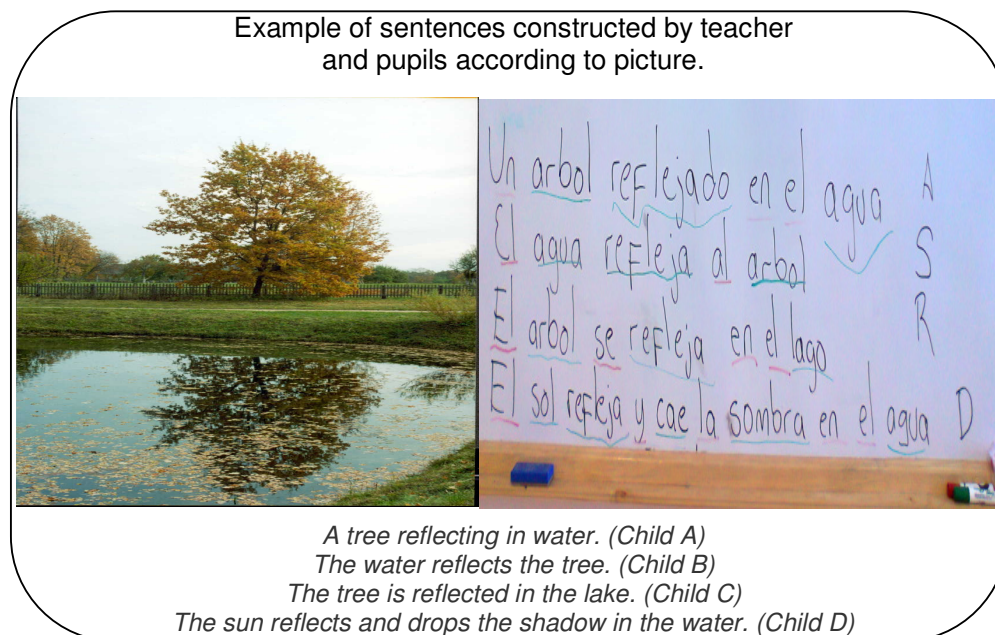 Example of sentences constructed by teacher
and pupils according to picture.
Un arbol reflejado en el agua A
El agua refleja al arbol S
El arbol se refleja en el lago R
El sol refleja y cae la sombra en el agua D
A tree reflecting in water. (Child A)
The water reflects the tree. (Child B)
The tree is reflected in the lake. (Child C)
The sun reflects and drops the shadow in the water. (Child D)